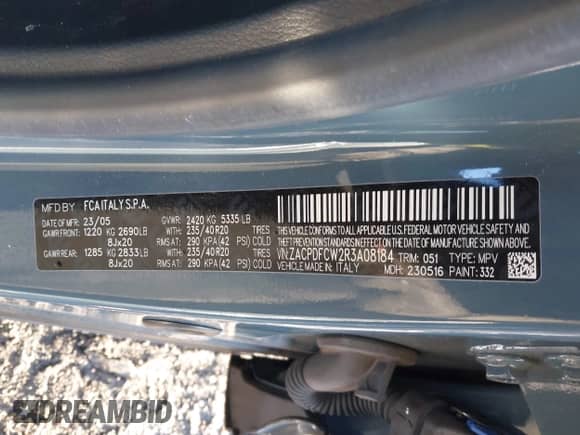 MFD BY FCA ITALY S.P.A.
DATE OF MFR 23/05 GVWR: 2420 KG 5335 LB
GAWR FRONT: 1220 KG 2690LB WITH: 235/40R20 TIRES
8Jx20 RIMS AT: 290 KPA(42 PSI) COLD
GAWR REAR: 1285 KG 2833LB WITH: 235/40R20 TIRES
8Jx20 RIMS AT: 290 KPA(42 PSI) COLD
THIS VEHICLE CONFORMS TO ALL APPLICABLE U.S.FEDERAL MOTOR VEHICLE SAFETY, BUMPER, AND
THEFT PREVENTION STANDARDS IN EFFECT ON THE DATE OF MANUFACTURE SHOWN ABOVE
VIN: ZACPDFCW2R3A08184 TRIM: 051 TYPE: MPV
VEHICLE MADE IN: ITALY MDH: 230516 PAINT: 332
DREAMBID